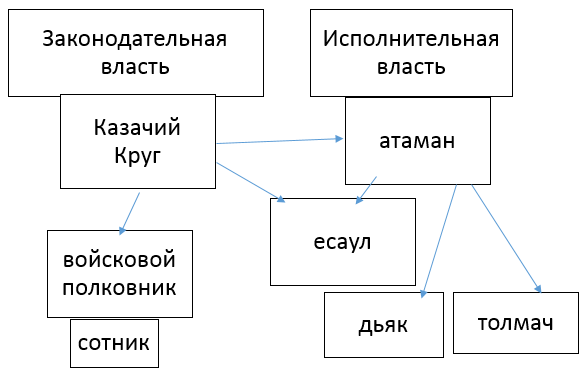 Законодательная
власть
Исполнительная
власть
Казачий
Круг
атаман
войсковой
полковник
есаул
сотник
дьяк
толмач